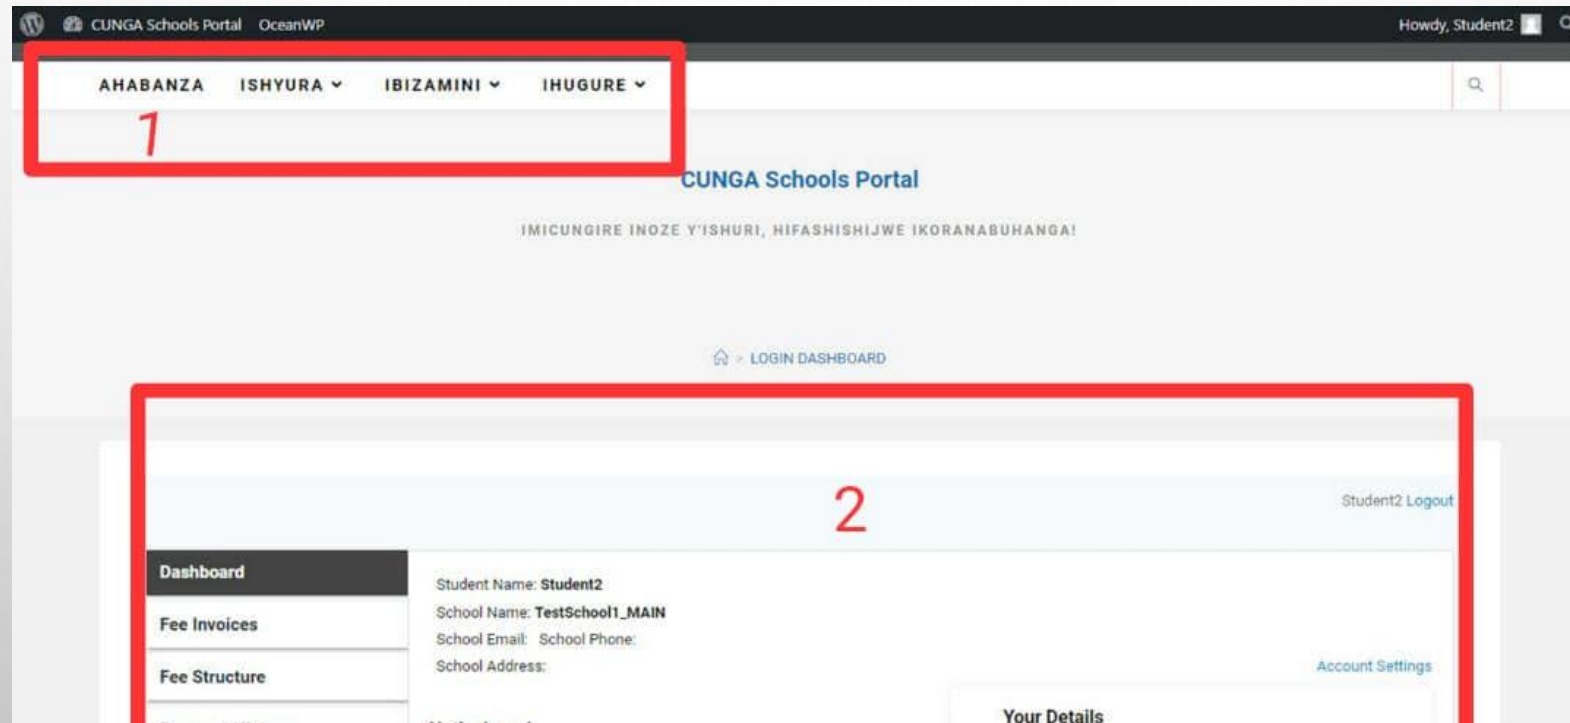 CUNGA Schools Portal OceanWP Howdy, Student2
AHABANZA ISHYURA IBIZAMINI IHUGURE
1
CUNGA Schools Portal
IMICUNGIRE INOZE Y'ISHURI, HIFASHISHIJWE IKORANABUHANGA!
> LOGIN DASHBOARD
2
Student2 Logout
Dashboard
Fee Invoices
Fee Structure
Student Name: Student2
School Name: TestSchool1_MAIN
School Email: School Phone:
School Address:
Account Settings
Your Details